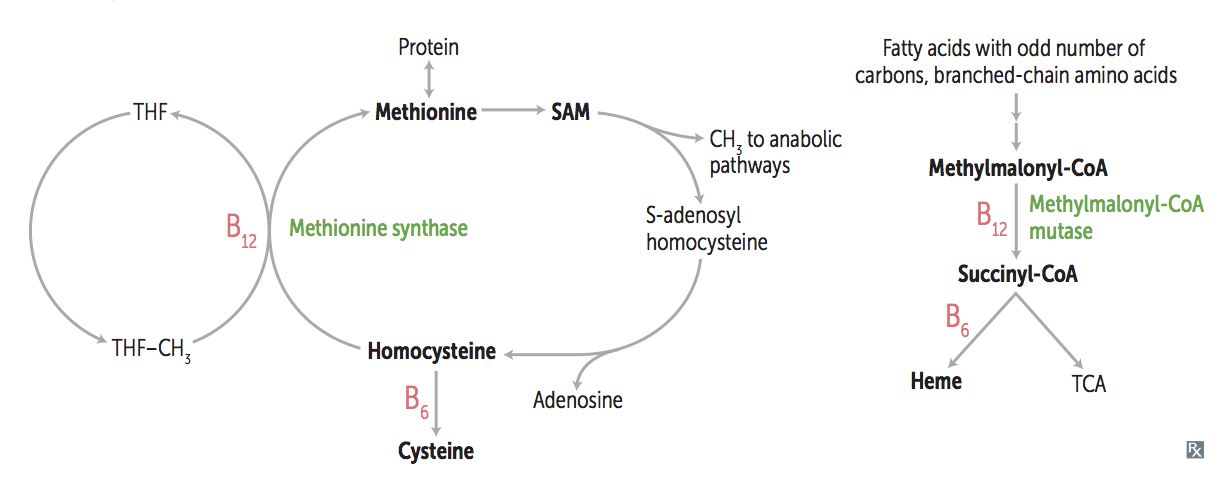 Protein
THF
Methionine
SAM
CH₃ to anabolic
pathways
B₁₂
Methionine synthase
S-adenosyl
homocysteine
THF–CH₃
Homocysteine
B₆
Adenosine
Cysteine
Fatty acids with odd number of
carbons, branched-chain amino acids
Methylmalonyl-CoA
B₁₂
Methylmalonyl-CoA
mutase
Succinyl-CoA
B₆
Heme
TCA
Rx